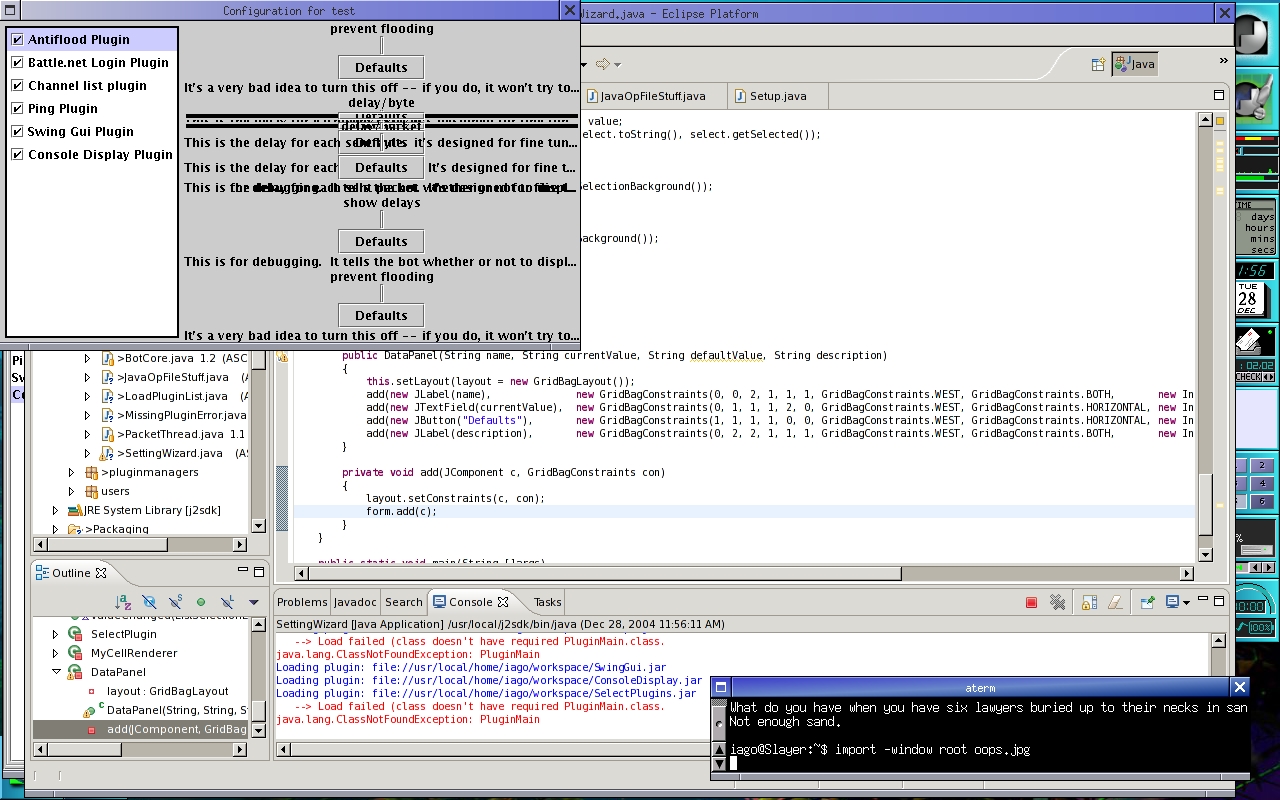 Configuration for test
Antiflood Plugin
Battle.net Login Plugin
Channel list plugin
Ping Plugin
Swing Gui Plugin
Console Display Plugin
prevent flooding
Defaults
It's a very bad idea to turn this off -- if you do, it won't try to...
delay/byte
Defaults
This is the delay for each it's designed for fine tun...
Defaults
This is the delay for each It's designed for fine t...
show delays
Defaults
This is for debugging. It tells the bot whether or not to displ...
prevent flooding
Defaults
It's a very bad idea to turn this off -- if you do, it won't try to...
Wizard.java - Eclipse Platform
Java
»
JavaOpFileStuff.java
Setup.java
value;
elect.toString(), select.getSelected());
SelectionBackground());
ackground());
public DataPanel(String name, String currentValue, String defaultValue, String description)
{
this.setLayout(layout = new GridBagLayout());
add(new JLabel(name), new GridBagConstraints(0, 0, 2, 1, 1, 1, GridBagConstraints.WEST, GridBagConstraints.BOTH, new In
add(new JTextField(currentValue), new GridBagConstraints(0, 1, 1, 1, 2, 0, GridBagConstraints.WEST, GridBagConstraints.HORIZONTAL, new In
add(new JButton("Defaults"), new GridBagConstraints(1, 1, 1, 1, 0, 0, GridBagConstraints.WEST, GridBagConstraints.HORIZONTAL, new In
add(new JLabel(description), new GridBagConstraints(0, 2, 2, 1, 1, 1, GridBagConstraints.WEST, GridBagConstraints.BOTH, new In
}
private void add(JComponent c, GridBagConstraints con)
{
layout.setConstraints(c, con);
form.add(c);
}
}
public static void main(String []args)
Pi
Sw
Co
>BotCore.java 1.2 (ASC
>JavaOpFileStuff.java (A
>LoadPluginList.java (A
>MissingPluginError.java
>PacketThread.java 1.1
>SettingWizard.java (AS
>pluginmanagers
users
JRE System Library [j2sdk]
>Packaging
Outline
SelectPlugin
MyCellRenderer
DataPanel
layout : GridBagLayout
DataPanel(String, String, S
add(JComponent, GridBag
Problems
Javadoc
Search
Console
Tasks
SettingWizard [Java Application] /usr/local/j2sdk/bin/java (Dec 28, 2004 11:56:11 AM)
--> Load failed (class doesn't have required PluginMain.class.
java.lang.ClassNotFoundException: PluginMain
Loading plugin: file://usr/local/home/iago/workspace/SwingGui.jar
Loading plugin: file://usr/local/home/iago/workspace/ConsoleDisplay.jar
Loading plugin: file://usr/local/home/iago/workspace/SelectPlugins.jar
--> Load failed (class doesn't have required PluginMain.class.
java.lang.ClassNotFoundException: PluginMain
aterm
What do you have when you have six lawyers buried up to their necks in san
Not enough sand.
iago@Slayer:~$ import -window root oops.jpg
TIME
days
hours
mins
secs
1:56
TUE
28
DEC
02/02
CHECK
2
3 4
5 6
%
00:00
100%